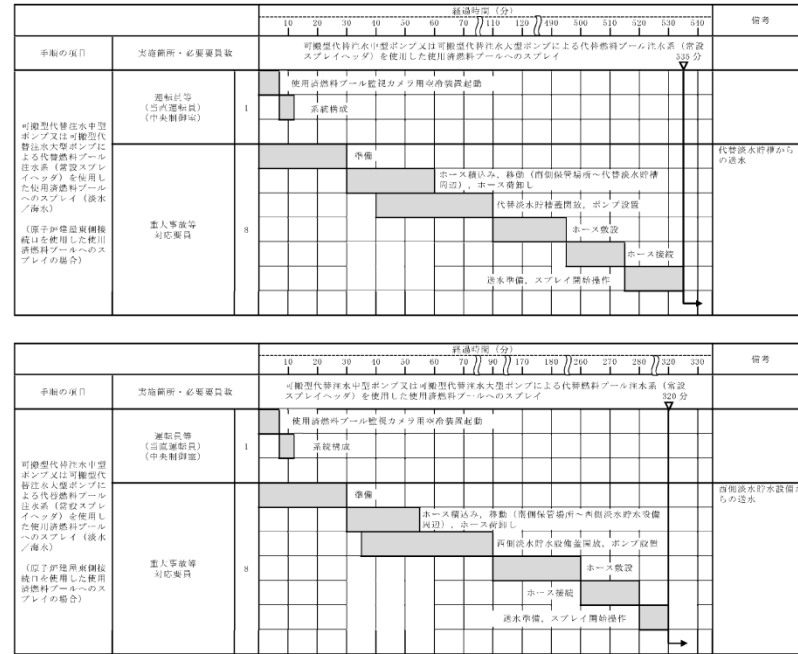 経過時間（分）
10 20 30 40 50 60 70 110 120 490 500 510 520 530 540
備考
手順の項目
実施箇所・必要要員数
可搬型代替注水中型ポンプ又は可搬型代替注水大型ポンプによる代替燃料プール注水系（常設
スプレイヘッダ）を使用した使用済燃料プールへのスプレイ
535 分
可搬型代替注水中型
ポンプ又は可搬型代
替注水大型ポンプに
よる代替燃料プール
注水系（常設スプレ
イヘッダ）を使用し
た使用済燃料プール
へのスプレイ（淡水
／海水）
（原子炉建屋東側接
続口を使用した使用
済燃料プールへのス
プレイの場合）
運転員等
（当直運転員）
（中央制御室）
1
使用済燃料プール監視カメラ用空冷装置起動
系統構成
重大事故等
対応要員
8
準備
ホース積込み，移動（南側保管場所～代替淡水貯槽
周辺），ホース荷卸し
代替淡水貯槽蓋開放，ポンプ設置
ホース敷設
ホース接続
送水準備，スプレイ開始操作
代替淡水貯槽から
の送水
経過時間（分）
10 20 30 40 50 60 70 90 170 180 260 270 280 320 330
備考
手順の項目
実施箇所・必要要員数
可搬型代替注水中型ポンプ又は可搬型代替注水大型ポンプによる代替燃料プール注水系（常設
スプレイヘッダ）を使用した使用済燃料プールへのスプレイ
320 分
可搬型代替注水中型
ポンプ又は可搬型代
替注水大型ポンプに
よる代替燃料プール
注水系（常設スプレ
イヘッダ）を使用し
た使用済燃料プール
へのスプレイ（淡水
／海水）
（原子炉建屋東側接
続口を使用した使用
済燃料プールへのス
プレイの場合）
運転員等
（当直運転員）
（中央制御室）
1
使用済燃料プール監視カメラ用空冷装置起動
系統構成
重大事故等
対応要員
8
準備
ホース積込み，移動（南側保管場所～西側淡水貯水設備
周辺），ホース荷卸し
西側淡水貯水設備蓋開放，ポンプ設置
ホース敷設
ホース接続
送水準備，スプレイ開始操作
西側淡水貯水設備か
らの送水